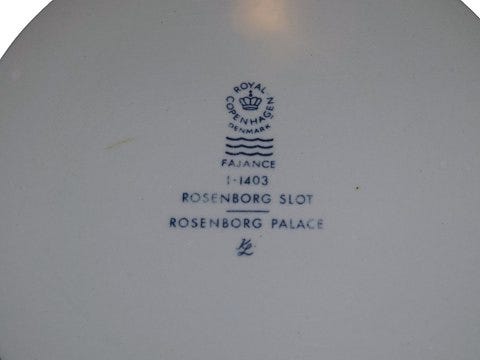 ROYAL
COPENHAGEN
DENMARK
FAJANCE
1-1403
ROSENBORG SLOT
ROSENBORG PALACE